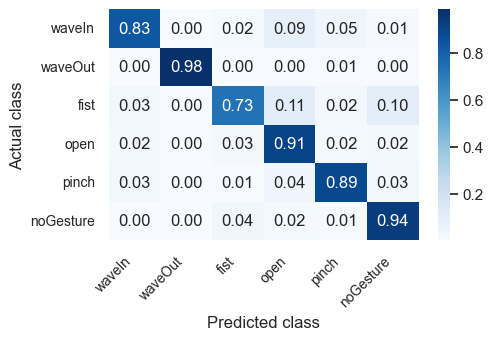 waveIn 0.83 0.00 0.02 0.09 0.05 0.01
waveOut 0.00 0.98 0.00 0.00 0.01 0.00
fist 0.03 0.00 0.73 0.11 0.02 0.10
open 0.02 0.00 0.03 0.91 0.02 0.02
pinch 0.03 0.00 0.01 0.04 0.89 0.03
noGesture 0.00 0.00 0.04 0.02 0.01 0.94
Actual class
waveIn waveOut fist open pinch noGesture
Predicted class
0.8
0.6
0.4
0.2